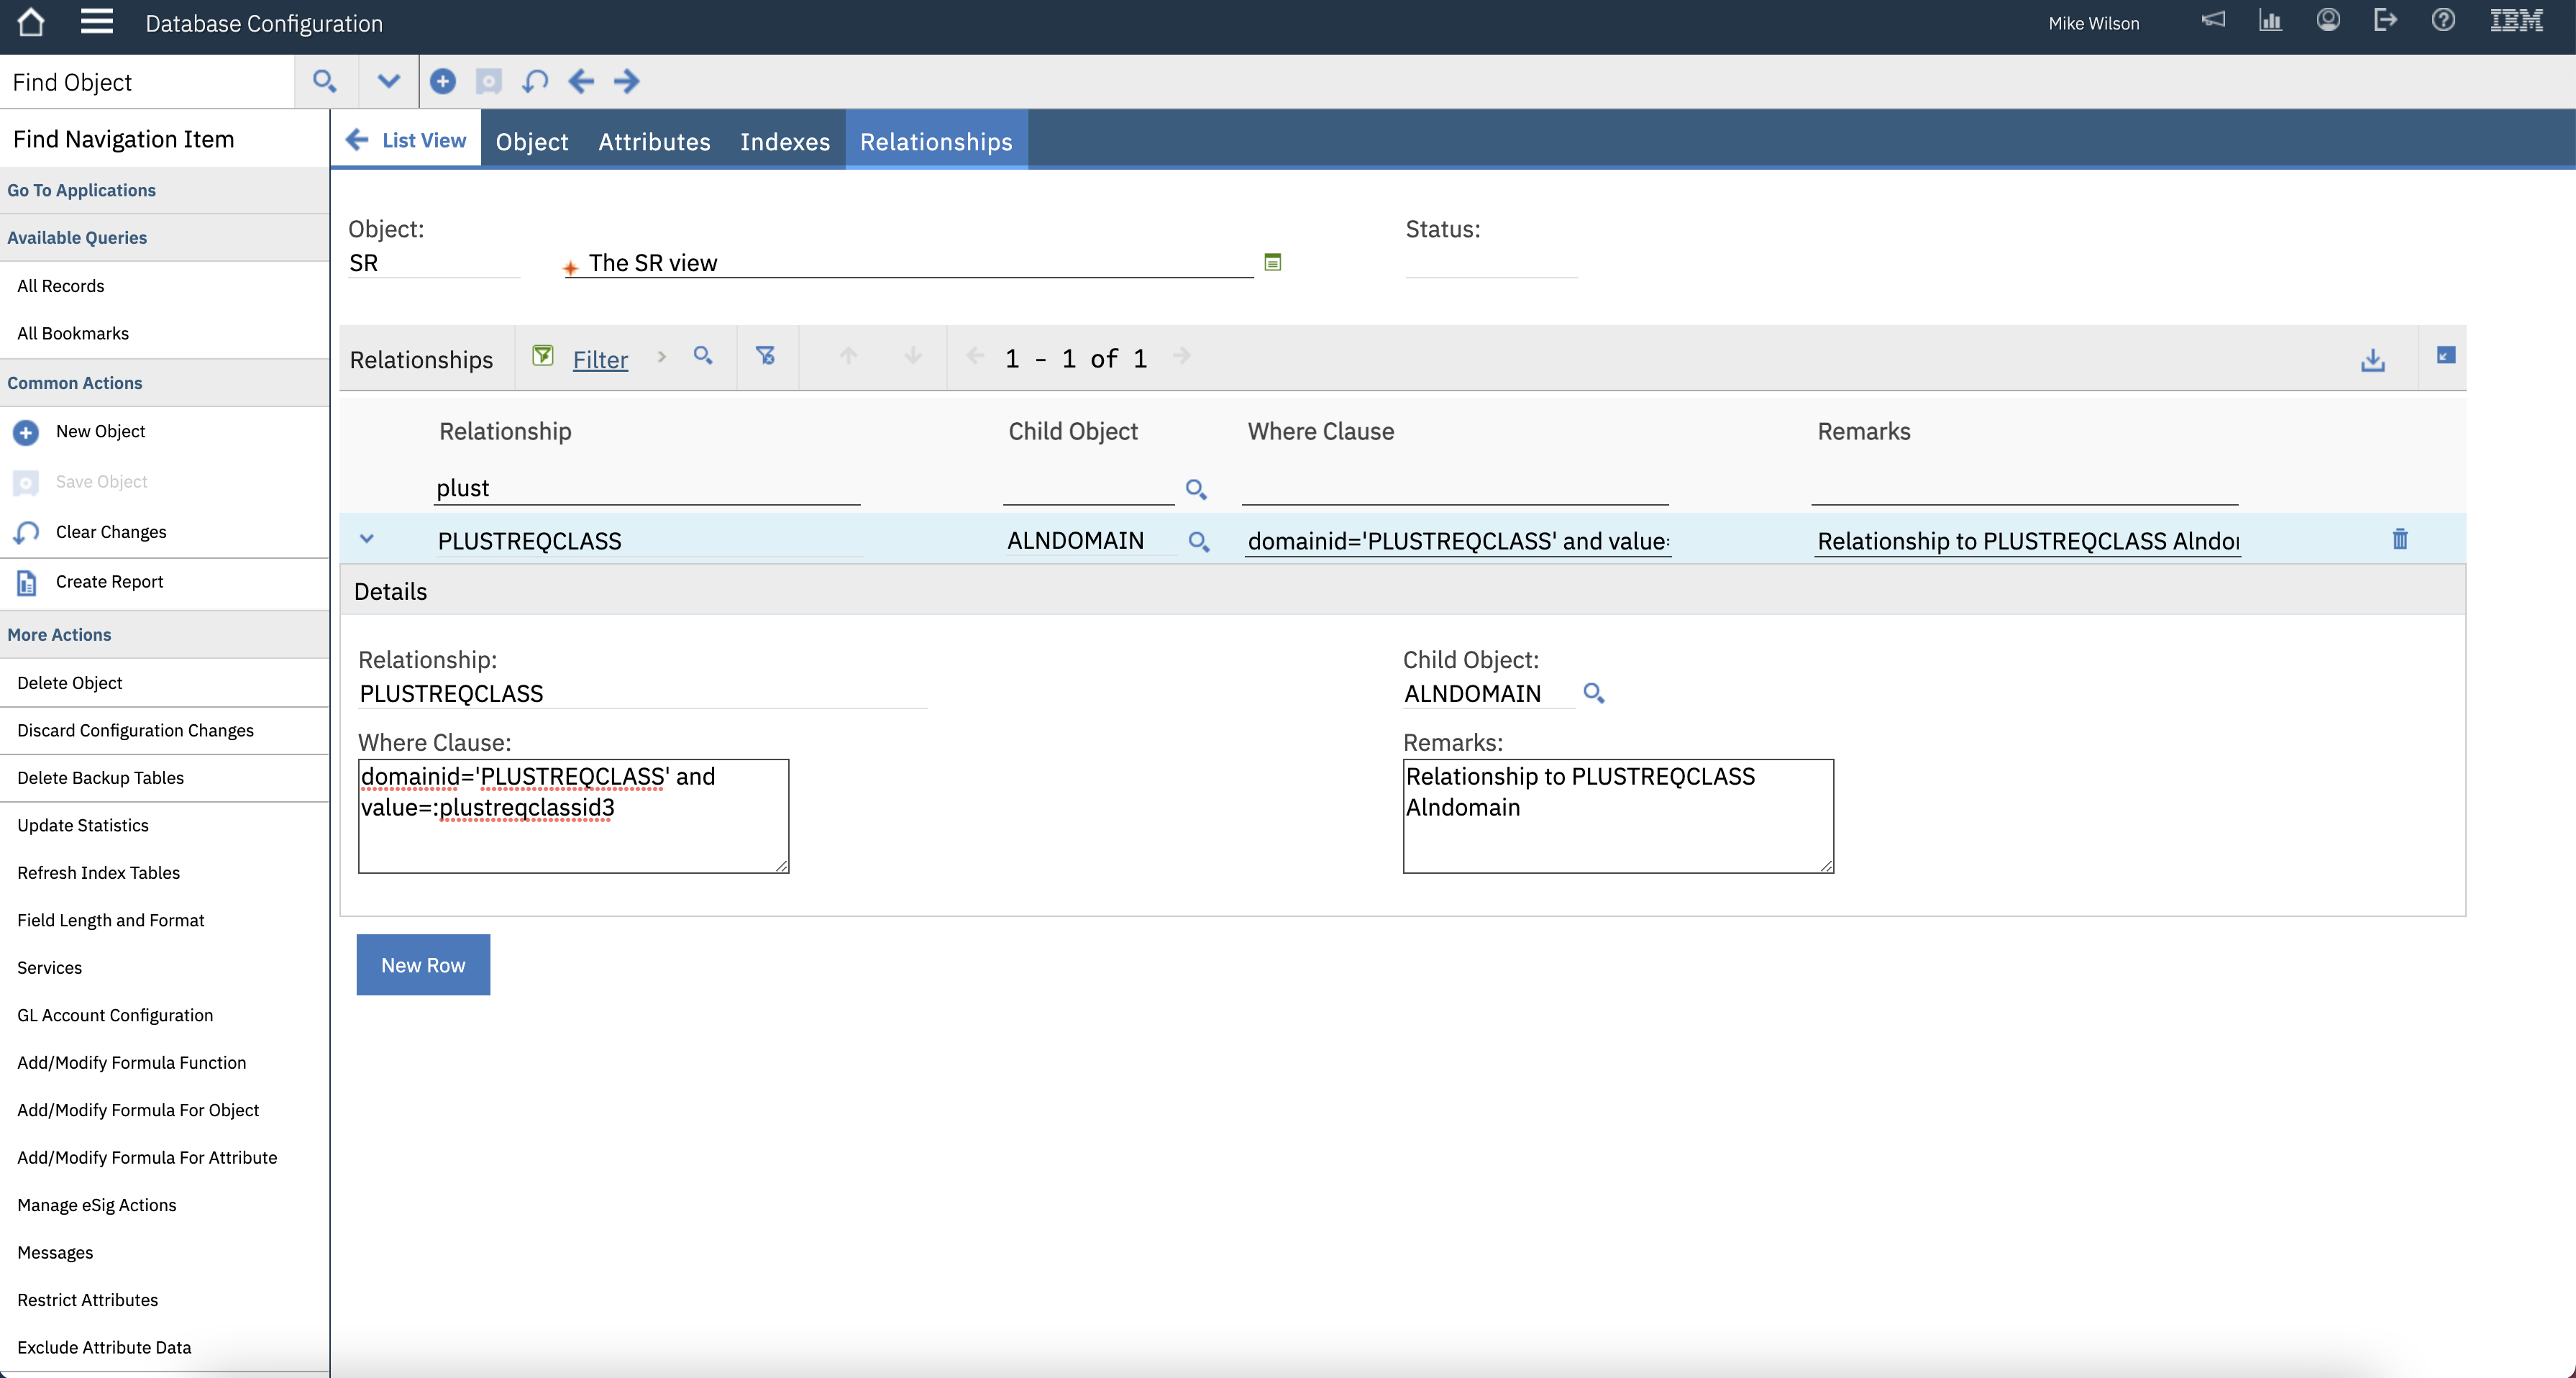 Database Configuration
Mike Wilson
IBM
Find Object
Find Navigation Item
Go To Applications
Available Queries
All Records
All Bookmarks
Common Actions
New Object
Save Object
Clear Changes
Create Report
More Actions
Delete Object
Discard Configuration Changes
Delete Backup Tables
Update Statistics
Refresh Index Tables
Field Length and Format
Services
GL Account Configuration
Add/Modify Formula Function
Add/Modify Formula For Object
Add/Modify Formula For Attribute
Manage eSig Actions
Messages
Restrict Attributes
Exclude Attribute Data
List View Object Attributes Indexes Relationships
Object: Status:
SR The SR view
Relationships Filter 1 - 1 of 1
Relationship Child Object Where Clause Remarks
plust
PLUSTREQCLASS ALNDOMAIN domainid='PLUSTREQCLASS' and value: Relationship to PLUSTREQCLASS Alndor
Details
Relationship: Child Object:
PLUSTREQCLASS ALNDOMAIN
Where Clause: Remarks:
domainid='PLUSTREQCLASS' and
value=:plustreqclassid3
Relationship to PLUSTREQCLASS
Alndomain
New Row